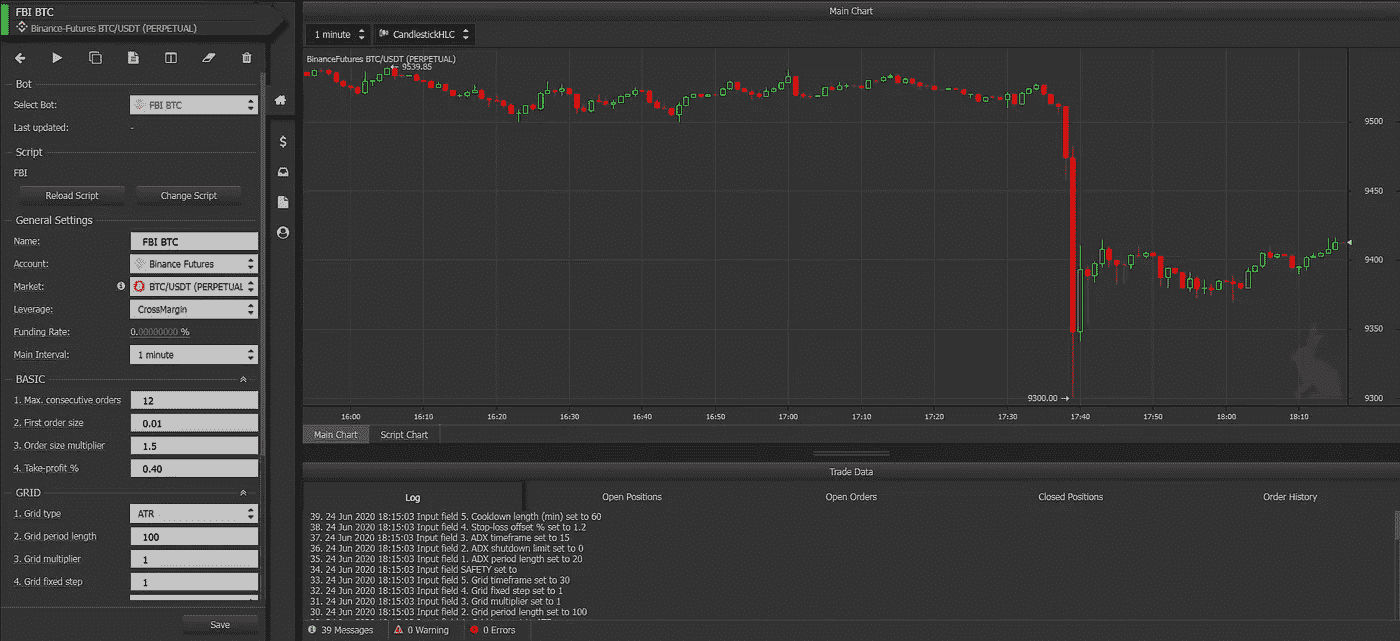 FBI BTC
Binance-Futures BTC/USDT (PERPETUAL)
Bot
Select Bot: FBI BTC
Last updated: -
Script
FBI
Reload Script Change Script
General Settings
Name: FBI BTC
Account: Binance Futures
Market: BTC/USDT (PERPETUAL
Leverage: CrossMargin
Funding Rate: 0.00000000 %
Main Interval: 1 minute
BASIC
1. Max. consecutive orders 12
2. First order size 0.01
3. Order size multiplier 1.5
4. Take-profit % 0.40
GRID
1. Grid type ATR
2. Grid period length 100
3. Grid multiplier 1
4. Grid fixed step 1
Save
$
Main Chart
1 minute CandlestickHLC
BinanceFutures BTC/USDT (PERPETUAL)
9539.85
9500
9450
9400
9350
9300
9300.00
16:00 16:10 16:20 16:30 16:40 16:50 17:00 17:10 17:20 17:30 17:40 17:50 18:00 18:10
Main Chart Script Chart
Trade Data
Log Open Positions Open Orders Closed Positions Order History
39. 24 Jun 2020 18:15:03 Input field 5. Cooldown length (min) set to 60
38. 24 Jun 2020 18:15:03 Input field 4. Stop-loss offset % set to 1.2
37. 24 Jun 2020 18:15:03 Input field 3. ADX timeframe set to 15
36. 24 Jun 2020 18:15:03 Input field 2. ADX shutdown limit set to 0
35. 24 Jun 2020 18:15:03 Input field 1. ADX period length set to 20
34. 24 Jun 2020 18:15:03 Input field SAFETY set to
33. 24 Jun 2020 18:15:03 Input field 5. Grid timeframe set to 30
32. 24 Jun 2020 18:15:03 Input field 4. Grid fixed step set to 1
31. 24 Jun 2020 18:15:03 Input field 3. Grid multiplier set to 1
30. 24 Jun 2020 18:15:03 Input field 2. Grid period length set to 100
39 Messages 0 Warning 0 Errors